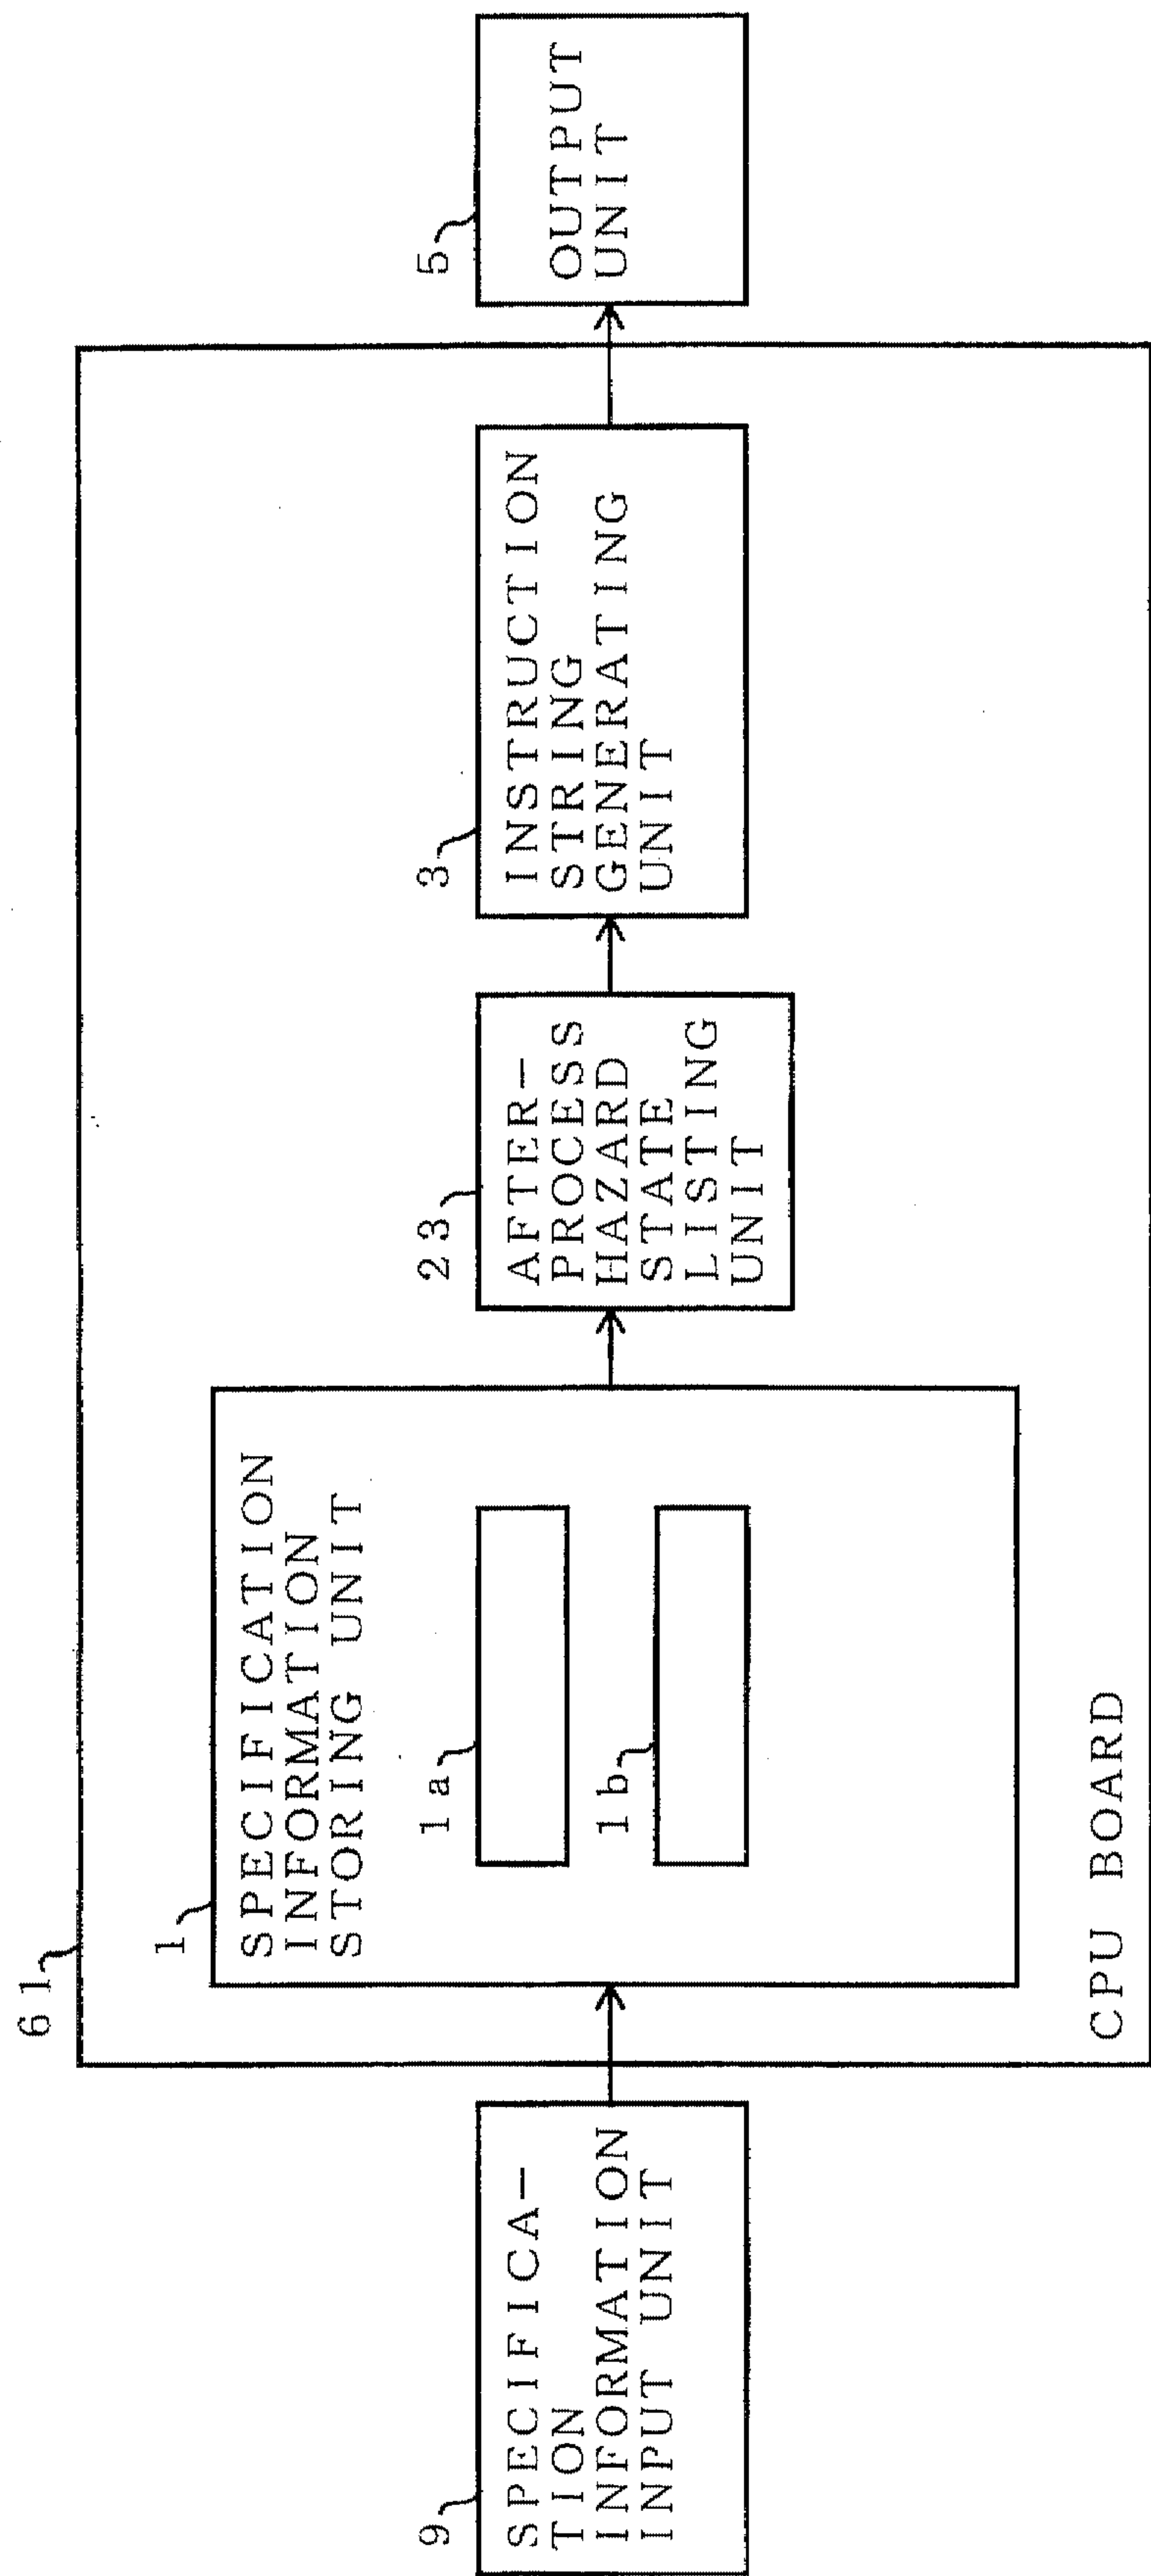 61
9
SPECIFICA-
TION
INFORMATION
INPUT UNIT
1
SPECIFICATION
INFORMATION
STORING UNIT
1a
1b
23
AFTER-
PROCESS
HAZARD
STATE
LISTING
UNIT
3
INSTRUCTION
STRING
GENERATING
UNIT
5
OUTPUT
UNIT
CPU BOARD